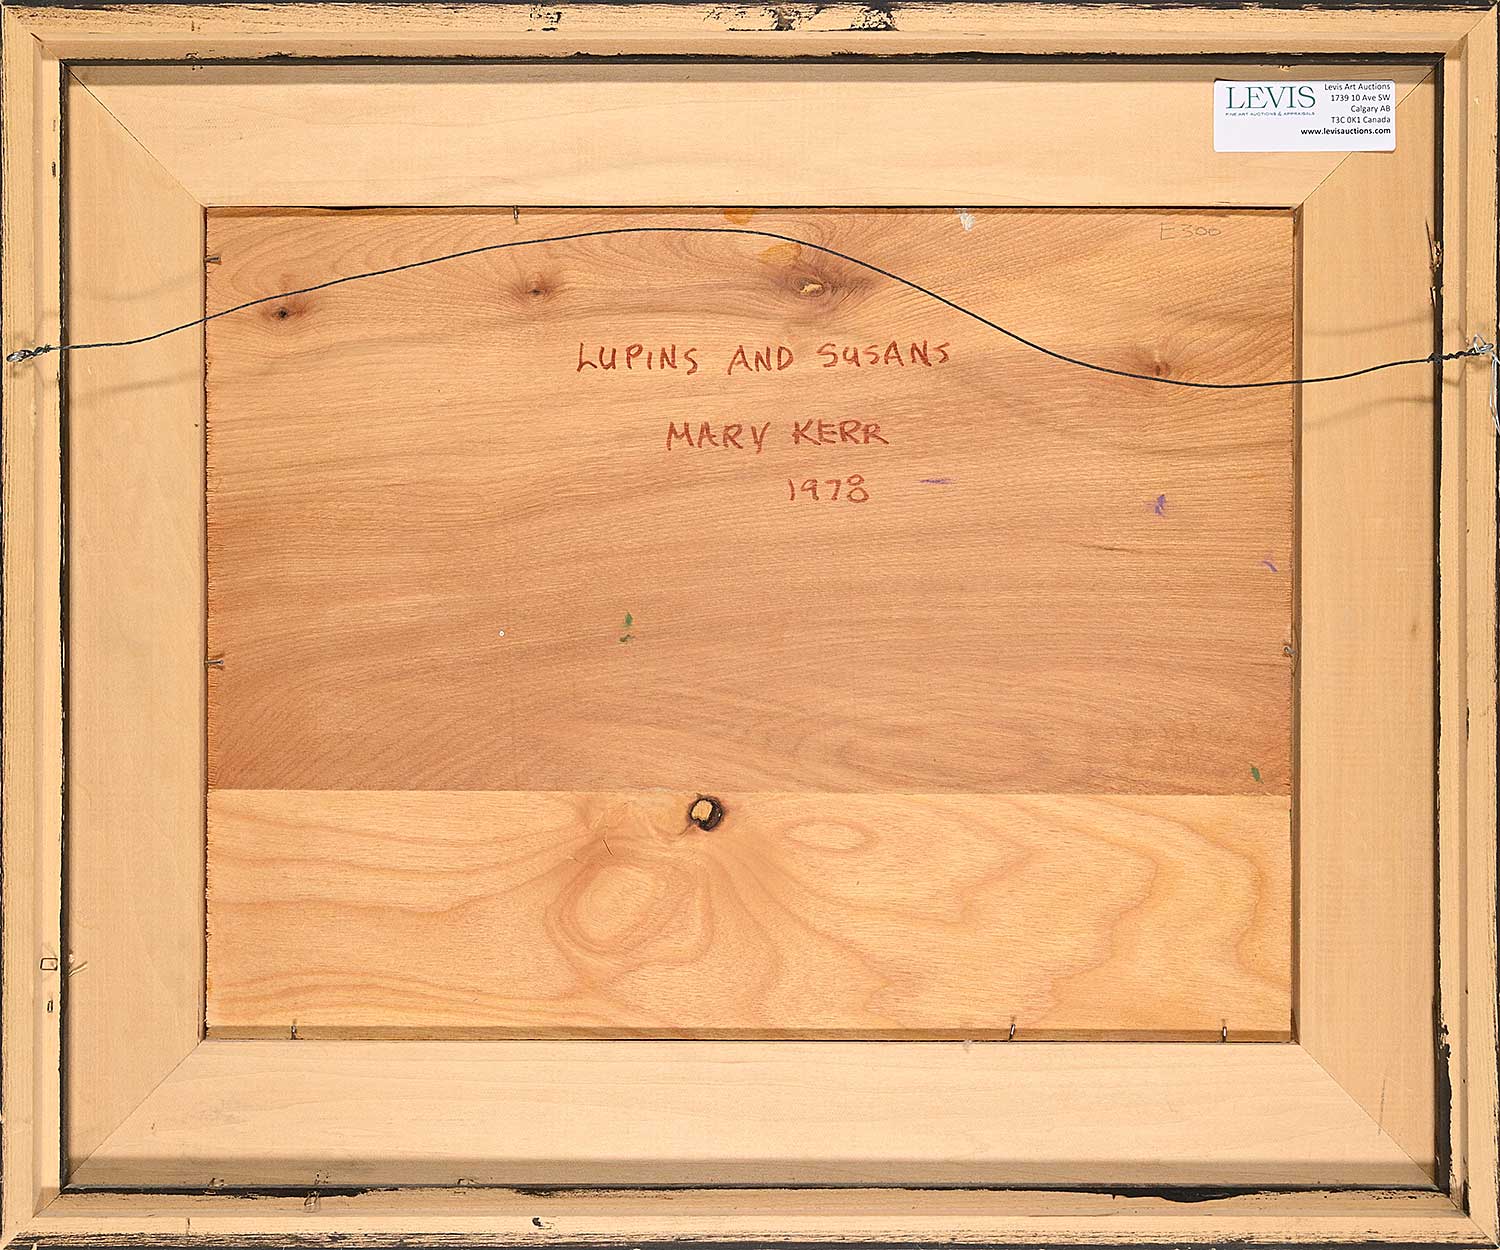 LEVIS
FINE ART AUCTIONS & APPRAISALS
Levis Art Auctions
1739 10 Ave SW
Calgary AB
T3C 0K1 Canada
www.levisauctions.com
E300
LUPINS AND SUSANS
MARY KERR
1978